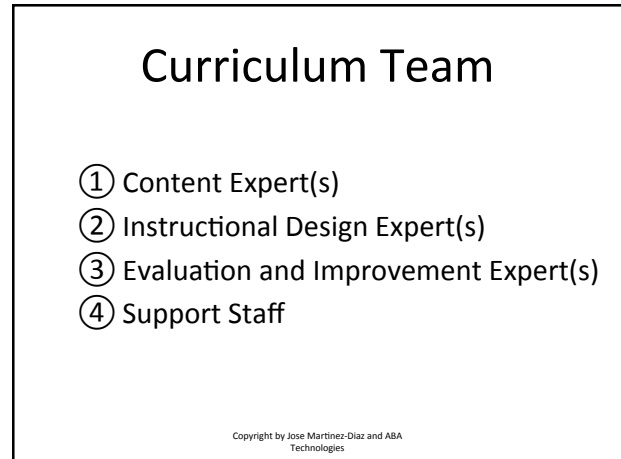 Curriculum Team
① Content Expert(s)
② Instructional Design Expert(s)
③ Evaluation and Improvement Expert(s)
④ Support Staff
Copyright by Jose Martinez-Diaz and ABA
Technologies